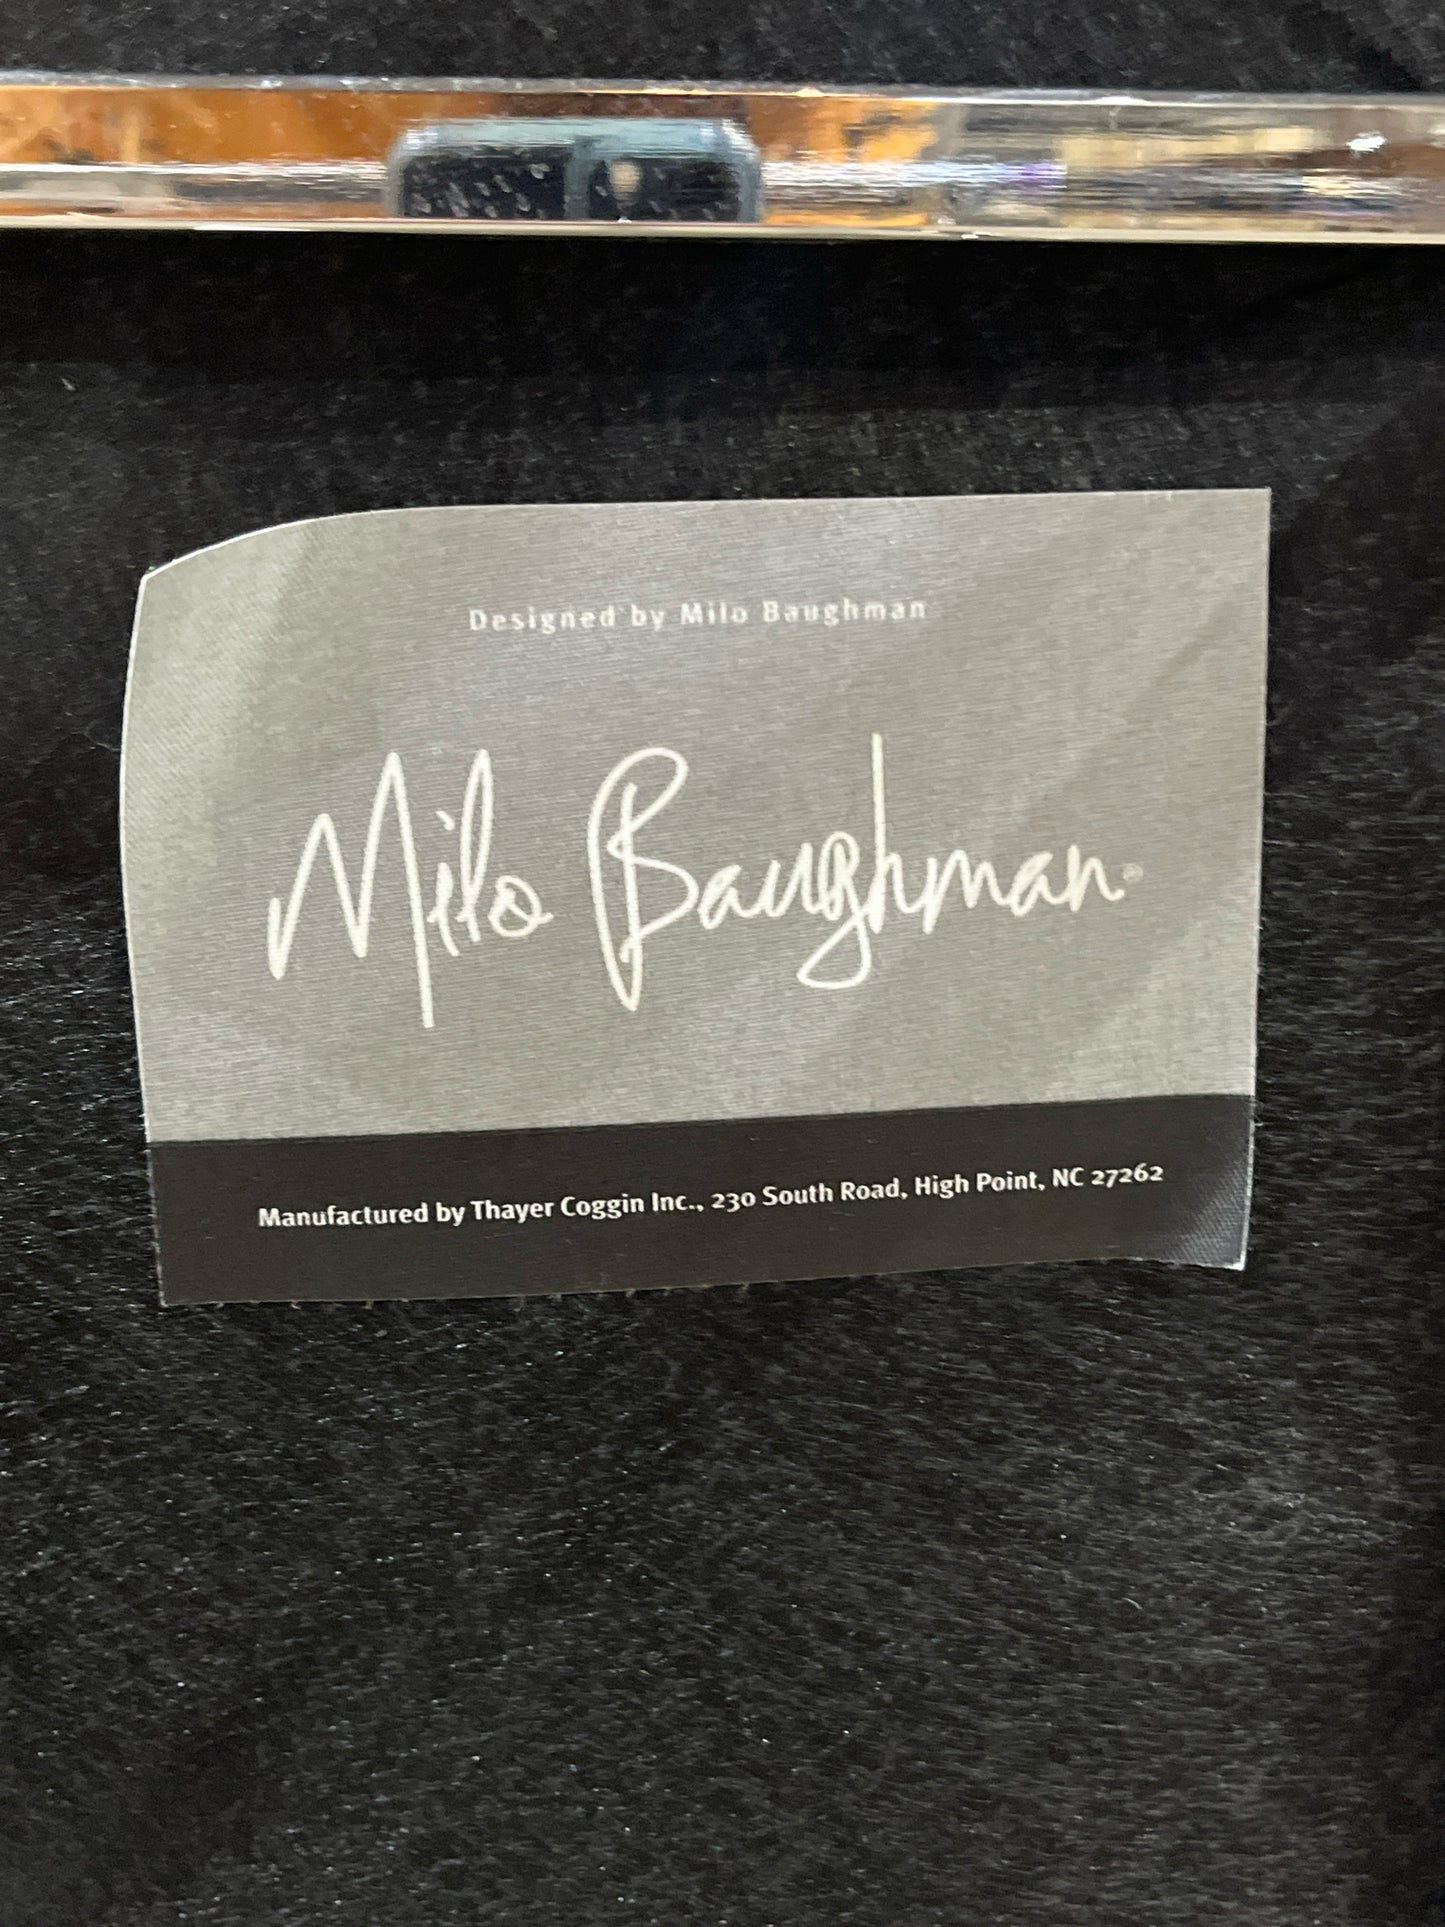 Designed by Milo Baughman
Milo Baughman®
Manufactured by Thayer Coggin Inc., 230 South Road, High Point, NC 27262